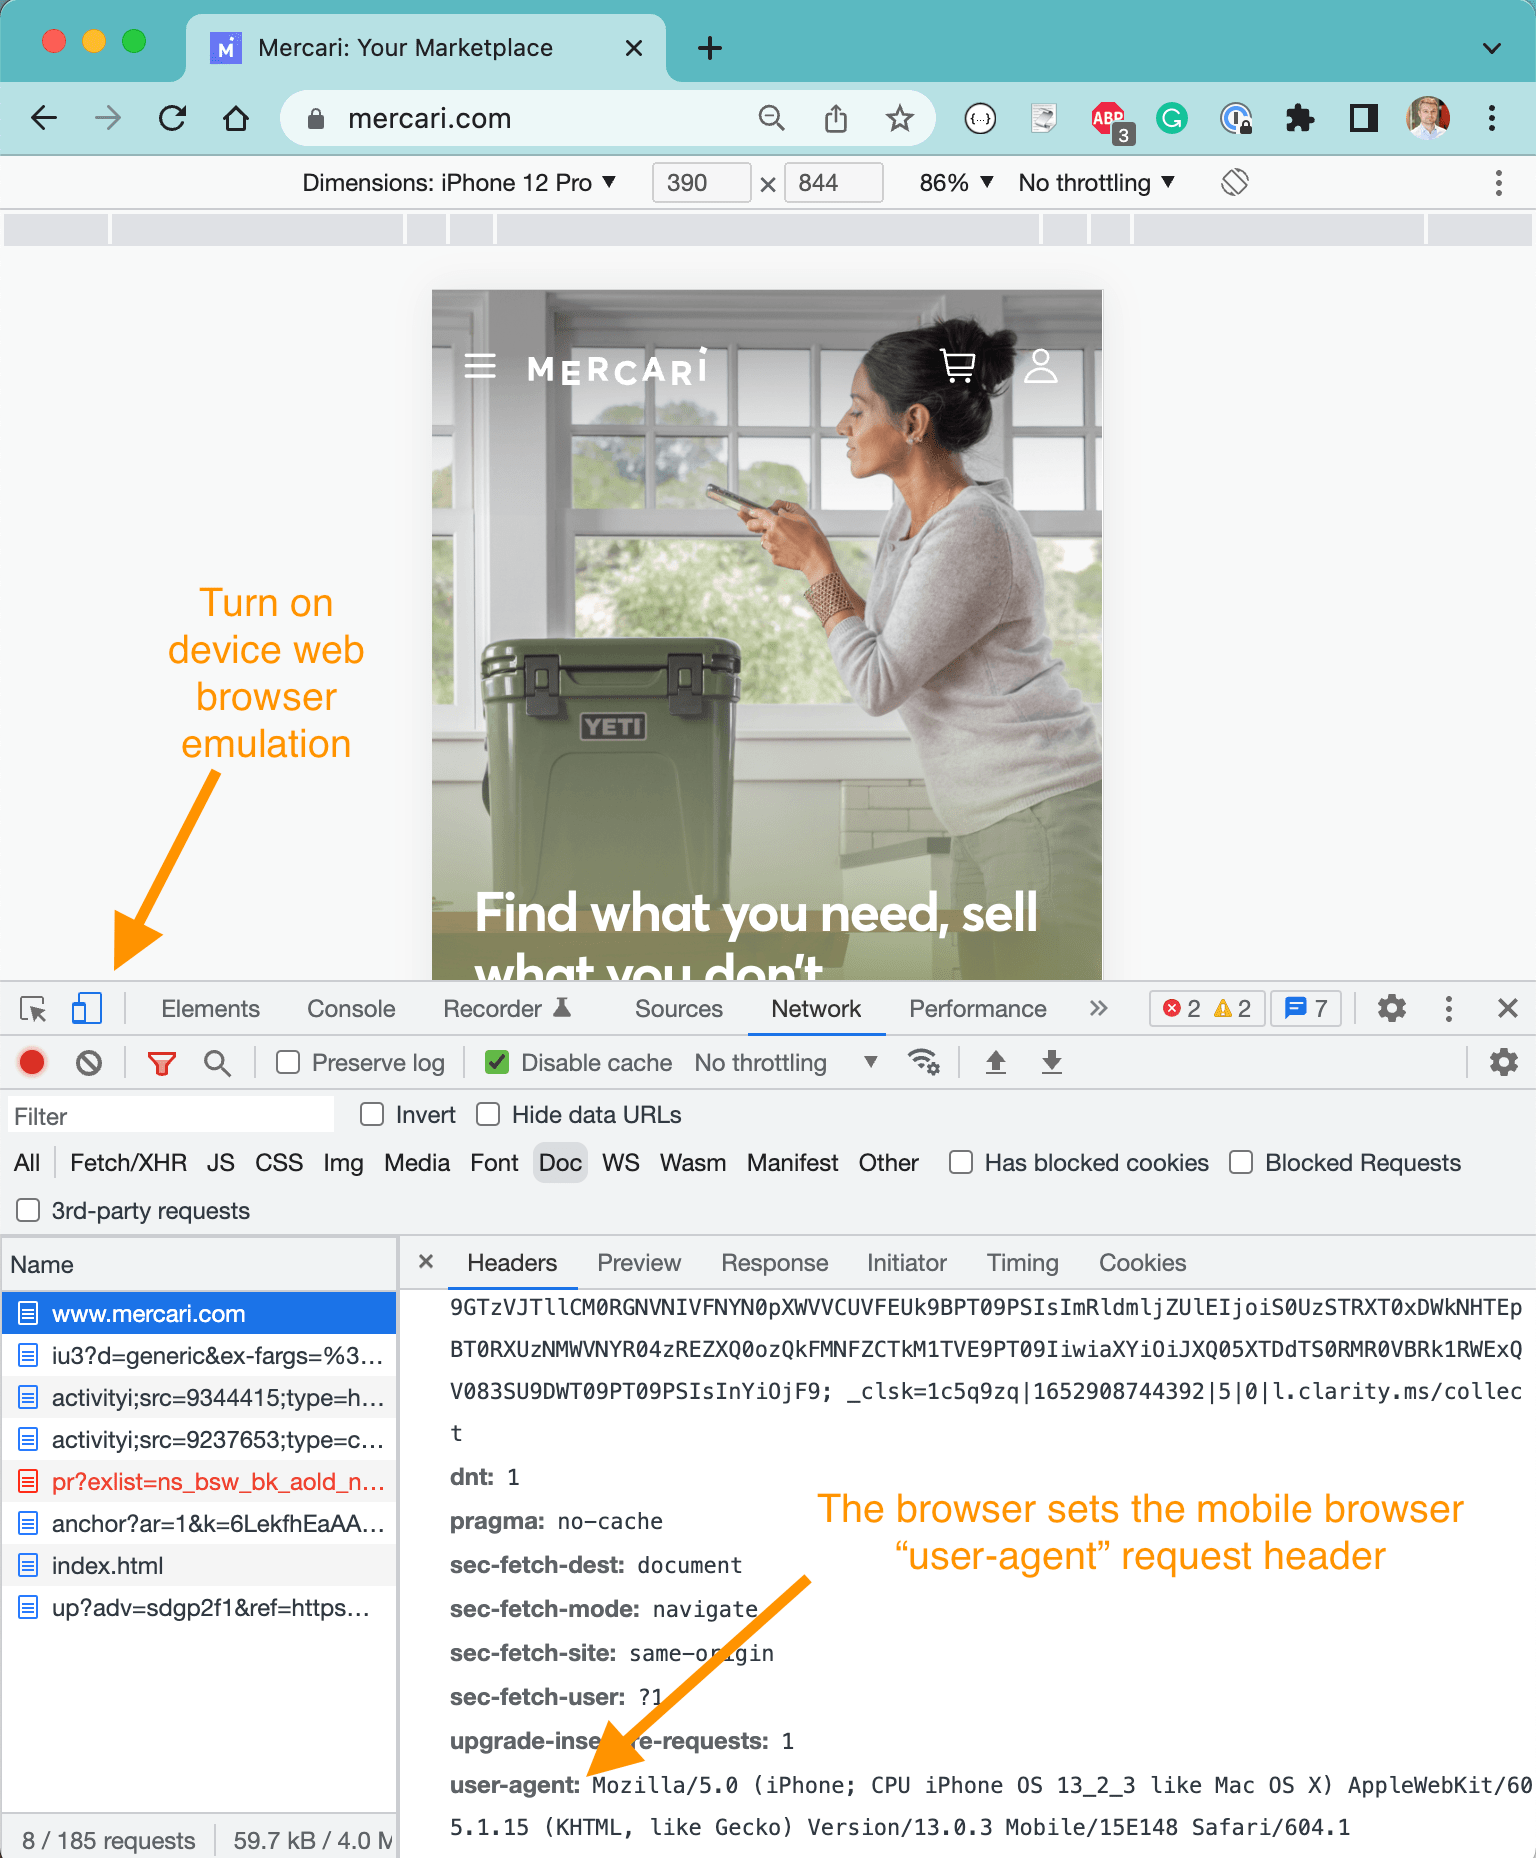 Mercari: Your Marketplace
mercari.com
{...}
ABP
3
Dimensions: iPhone 12 Pro ▼ 390 × 844 86% ▼ No throttling ▼
MERCARI
YETI
Find what you need, sell
what you don't
Turn on
device web
browser
emulation
Elements Console Recorder Sources Network Performance » 2 2 7
Preserve log Disable cache No throttling ▼
Filter Invert Hide data URLs
All Fetch/XHR JS CSS Img Media Font Doc WS Wasm Manifest Other Has blocked cookies Blocked Requests
3rd-party requests
Name
www.mercari.com
iu3?d=generic&ex-fargs=%3...
activityi;src=9344415;type=h...
activityi;src=9237653;type=c...
pr?exlist=ns_bsw_bk_aold_n...
anchor?ar=1&k=6LekfhEaAA...
index.html
up?adv=sdgp2f1&ref=https...
8 / 185 requests 59.7 kB / 4.0 M
× Headers Preview Response Initiator Timing Cookies
9GTzVJTllCM0RGNVNIVFNYN0pXWVVCUVFEUk9BPT09PSIsImRldmljZUlEIjoiS0UzSTRXT0xDWkNHTEp
BT0RXUzNMWVNYR04zREZXQ0ozQkFMNFZCTkM1TVE9PT09IiwiaXYiOiJXQ05XTDdTS0RMR0VBRk1RWExQ
V083SU9DWT09PT09PSIsInYiOjF9; _clsk=1c5q9zq|1652908744392|5|0|l.clarity.ms/collec
t
dnt: 1
pragma: no-cache
sec-fetch-dest: document
sec-fetch-mode: navigate
sec-fetch-site: same-origin
sec-fetch-user: ?1
upgrade-insecure-requests: 1
user-agent: Mozilla/5.0 (iPhone; CPU iPhone OS 13_2_3 like Mac OS X) AppleWebKit/60
5.1.15 (KHTML, like Gecko) Version/13.0.3 Mobile/15E148 Safari/604.1
The browser sets the mobile browser
“user-agent” request header